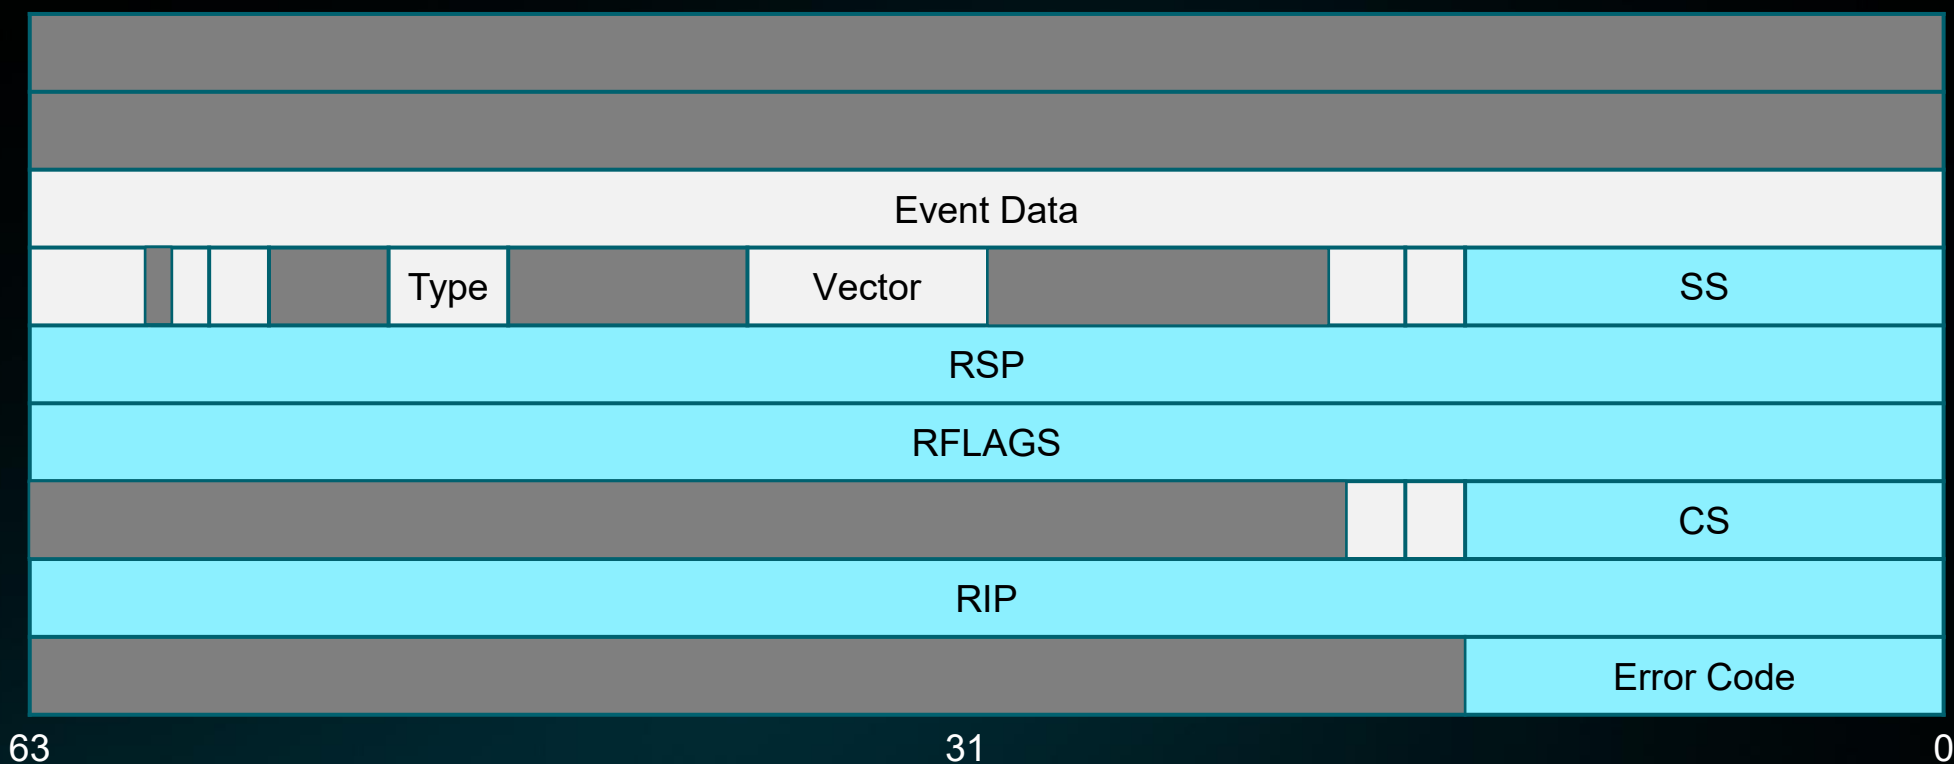 Event Data
Type Vector SS
RSP
RFLAGS
CS
RIP
Error Code
63 31 0